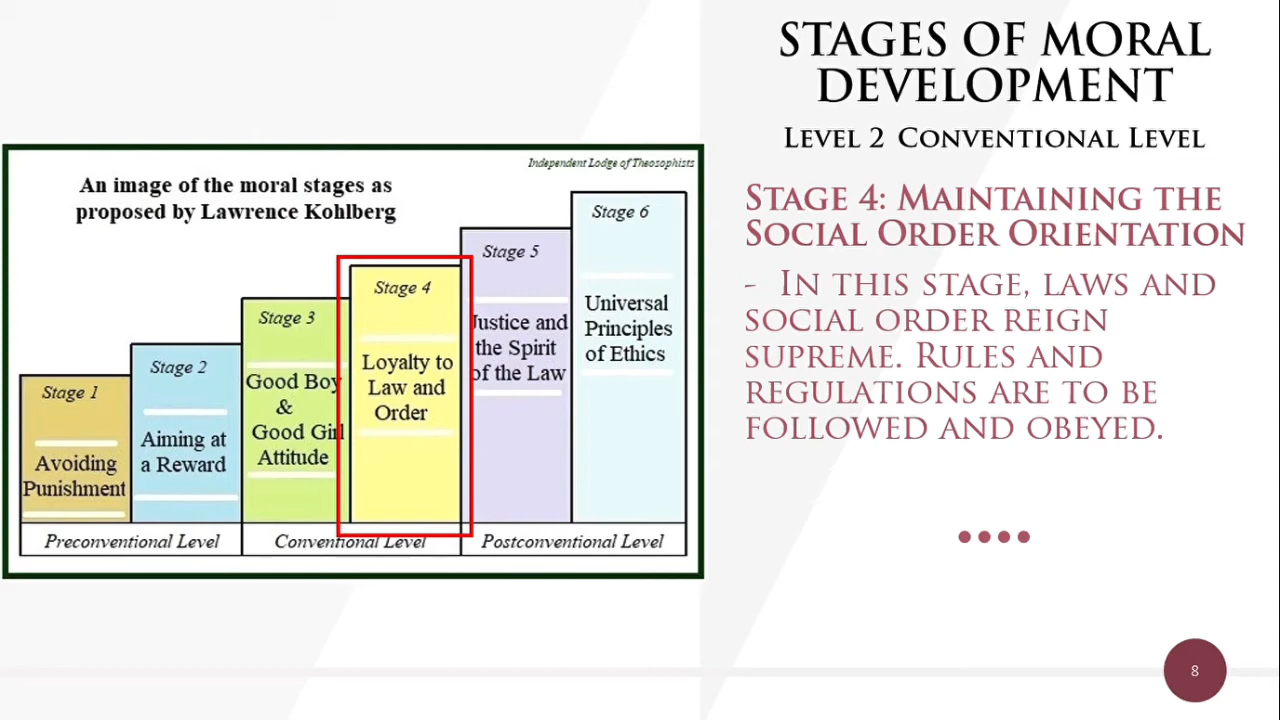 STAGES OF MORAL
DEVELOPMENT
LEVEL 2 CONVENTIONAL LEVEL
Independent Lodge of Theosophists
An image of the moral stages as
proposed by Lawrence Kohlberg
Stage 1
Avoiding
Punishment
Stage 2
Aiming at
a Reward
Stage 3
Good Boy
&
Good Girl
Attitude
Stage 4
Loyalty to
Law and
Order
Stage 5
Justice and
the Spirit
of the Law
Stage 6
Universal
Principles
of Ethics
Preconventional Level
Conventional Level
Postconventional Level
STAGE 4: MAINTAINING THE
SOCIAL ORDER ORIENTATION
- IN THIS STAGE, LAWS AND
SOCIAL ORDER REIGN
SUPREME. RULES AND
REGULATIONS ARE TO BE
FOLLOWED AND OBEYED.
8